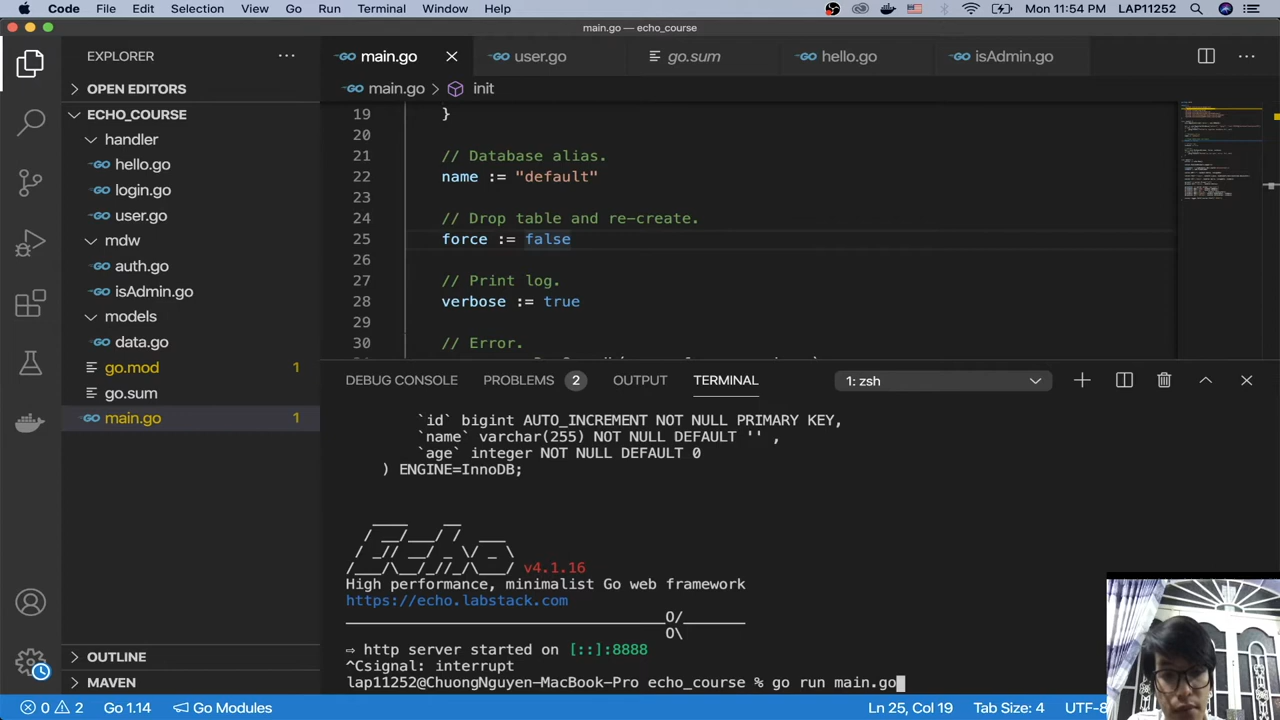 Code File Edit Selection View Go Run Terminal Window Help Mon 11:54 PM LAP11252
main.go — echo_course
EXPLORER
OPEN EDITORS
ECHO_COURSE
handler
hello.go
login.go
user.go
mdw
auth.go
isAdmin.go
models
data.go
go.mod 1
go.sum
main.go 1
OUTLINE
MAVEN
main.go user.go go.sum hello.go isAdmin.go
main.go > init
19 }
20
21 // Database alias.
22 name := "default"
23
24 // Drop table and re-create.
25 force := false
26
27 // Print log.
28 verbose := true
29
30 // Error.
DEBUG CONSOLE PROBLEMS 2 OUTPUT TERMINAL 1: zsh
`id` bigint AUTO_INCREMENT NOT NULL PRIMARY KEY,
`name` varchar(255) NOT NULL DEFAULT '' ,
`age` integer NOT NULL DEFAULT 0
) ENGINE=InnoDB;
Echo v4.1.16
High performance, minimalist Go web framework
https://echo.labstack.com
____________________________________O/_______
O\
⇨ http server started on [::]:8888
^Csignal: interrupt
lap11252@ChuongNguyen-MacBook-Pro echo_course % go run main.go
0 2 Go 1.14 Go Modules Ln 25, Col 19 Tab Size: 4 UTF-8